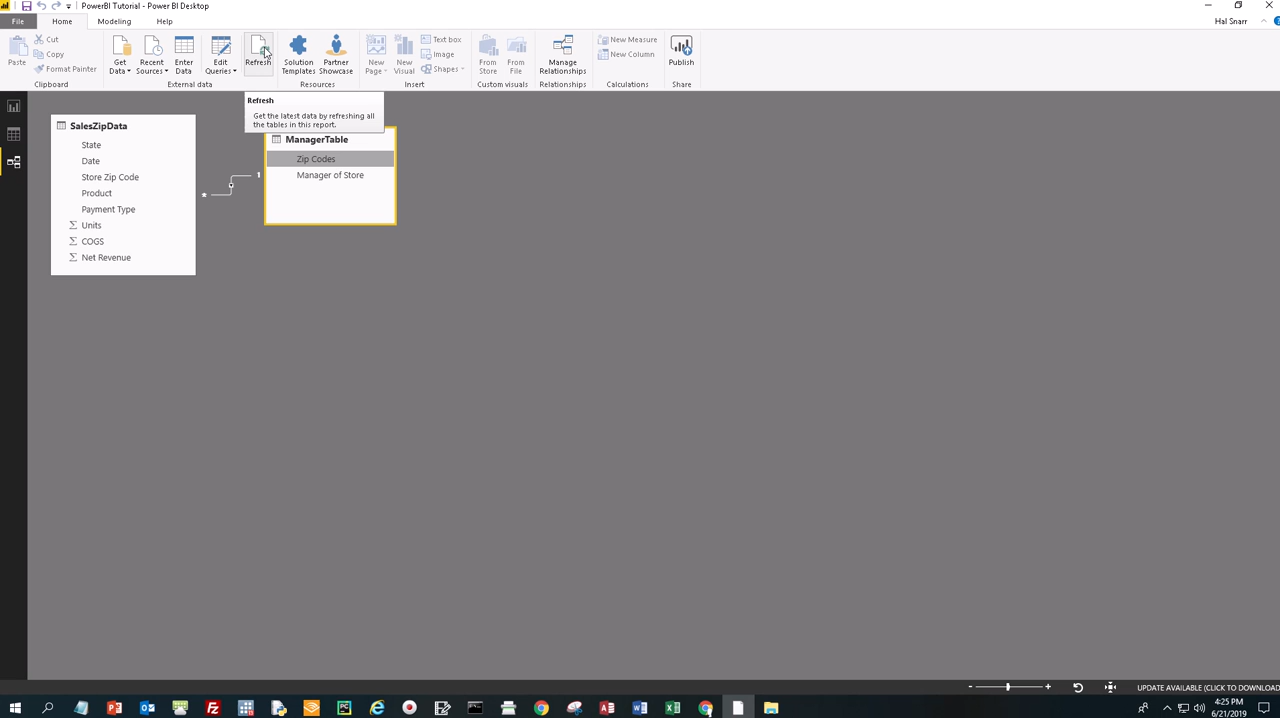 PowerBI Tutorial - Power BI Desktop
File Home Modeling Help
Hal Snarr
Paste
Cut
Copy
Format Painter
Clipboard
Get Data
Recent Sources
Enter Data
Edit Queries
Refresh
External data
Solution Templates
Partner Showcase
Resources
New Page
New Visual
Text box
Image
Shapes
Insert
From Store
From File
Custom visuals
Manage Relationships
Relationships
New Measure
New Column
Calculations
Publish
Share
Refresh
Get the latest data by refreshing all
the tables in this report.
SalesZipData
State
Date
Store Zip Code
Product
Payment Type
Σ Units
Σ COGS
Σ Net Revenue
*
1
ManagerTable
Zip Codes
Manager of Store
- +
UPDATE AVAILABLE (CLICK TO DOWNLOAD
4:25 PM
6/21/2019